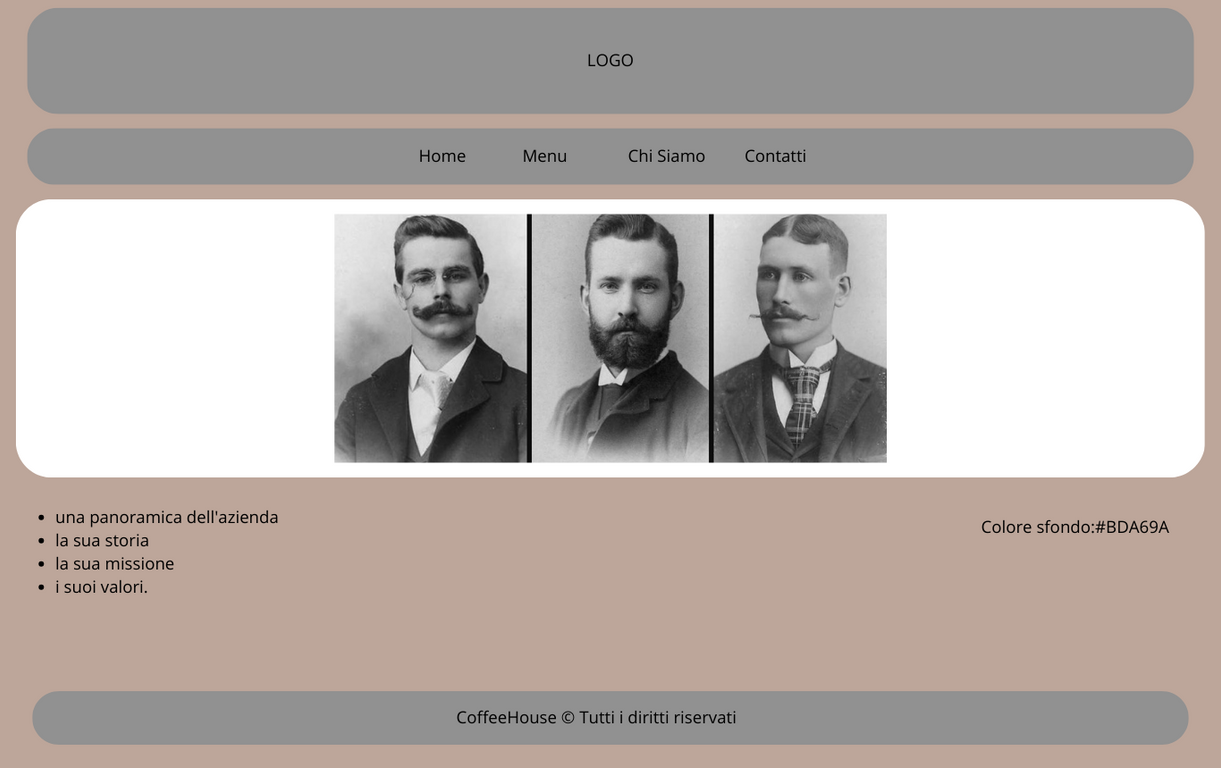 LOGO
Home Menu Chi Siamo Contatti
una panoramica dell'azienda
la sua storia
la sua missione
i suoi valori.
Colore sfondo:#BDA69A
CoffeeHouse © Tutti i diritti riservati